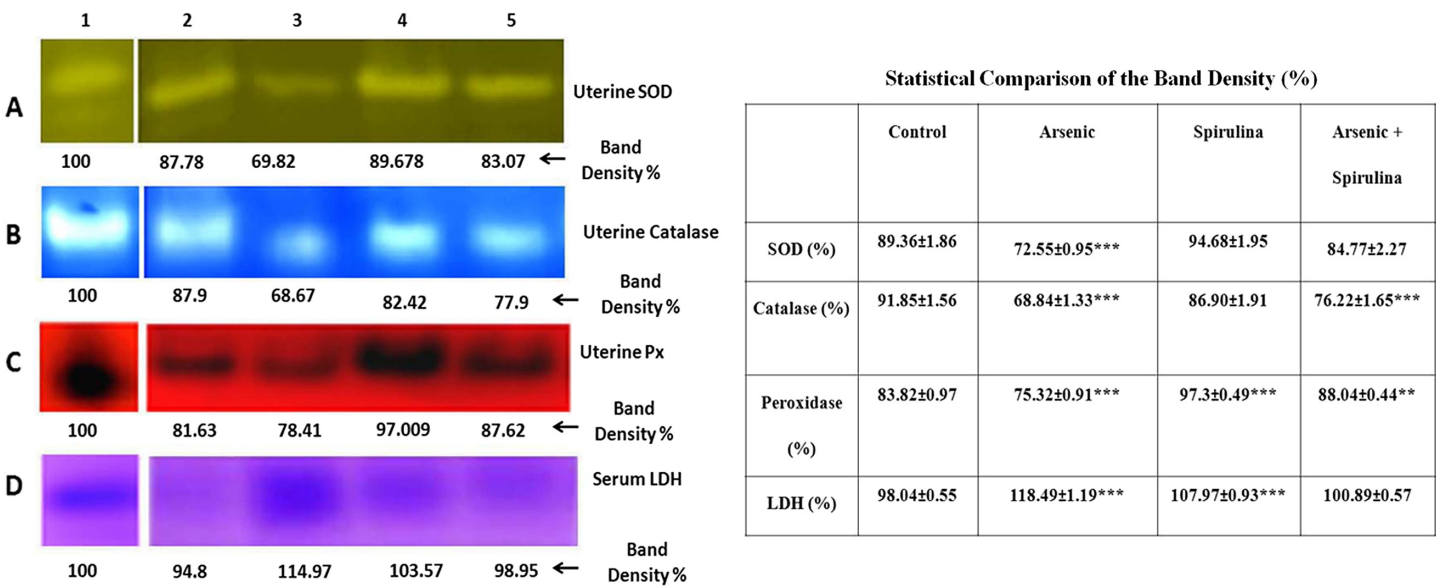 1 2 3 4 5
A
Uterine SOD
100 87.78 69.82 89.678 83.07 ← Band
Density %
B
Uterine Catalase
100 87.9 68.67 82.42 77.9 ← Band
Density %
C
Uterine Px
100 81.63 78.41 97.009 87.62 ← Band
Density %
D
Serum LDH
100 94.8 114.97 103.57 98.95 ← Band
Density %
Statistical Comparison of the Band Density (%)
Control Arsenic Spirulina Arsenic +
Spirulina
SOD (%) 89.36±1.86 72.55±0.95*** 94.68±1.95 84.77±2.27
Catalase (%) 91.85±1.56 68.84±1.33*** 86.90±1.91 76.22±1.65***
Peroxidase 83.82±0.97 75.32±0.91*** 97.3±0.49*** 88.04±0.44**
(%)
LDH (%) 98.04±0.55 118.49±1.19*** 107.97±0.93*** 100.89±0.57